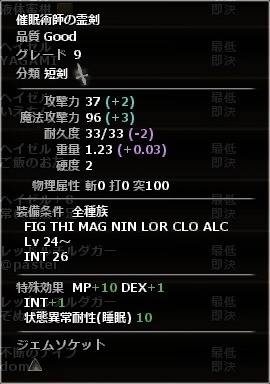 催眠術師の霊剣
品質 Good
グレード 9
分類 短剣
攻撃力 37 (+2)
魔法攻撃力 96 (+3)
耐久度 33/33 (-2)
重量 1.23 (+0.03)
硬度 2
物理属性 斬0 打0 突100
装備条件 全種族
FIG THI MAG NIN LOR CLO ALC
Lv 24～
INT 26
特殊効果 MP+10 DEX+1
INT+1
状態異常耐性(睡眠) 10
ジェムソケット